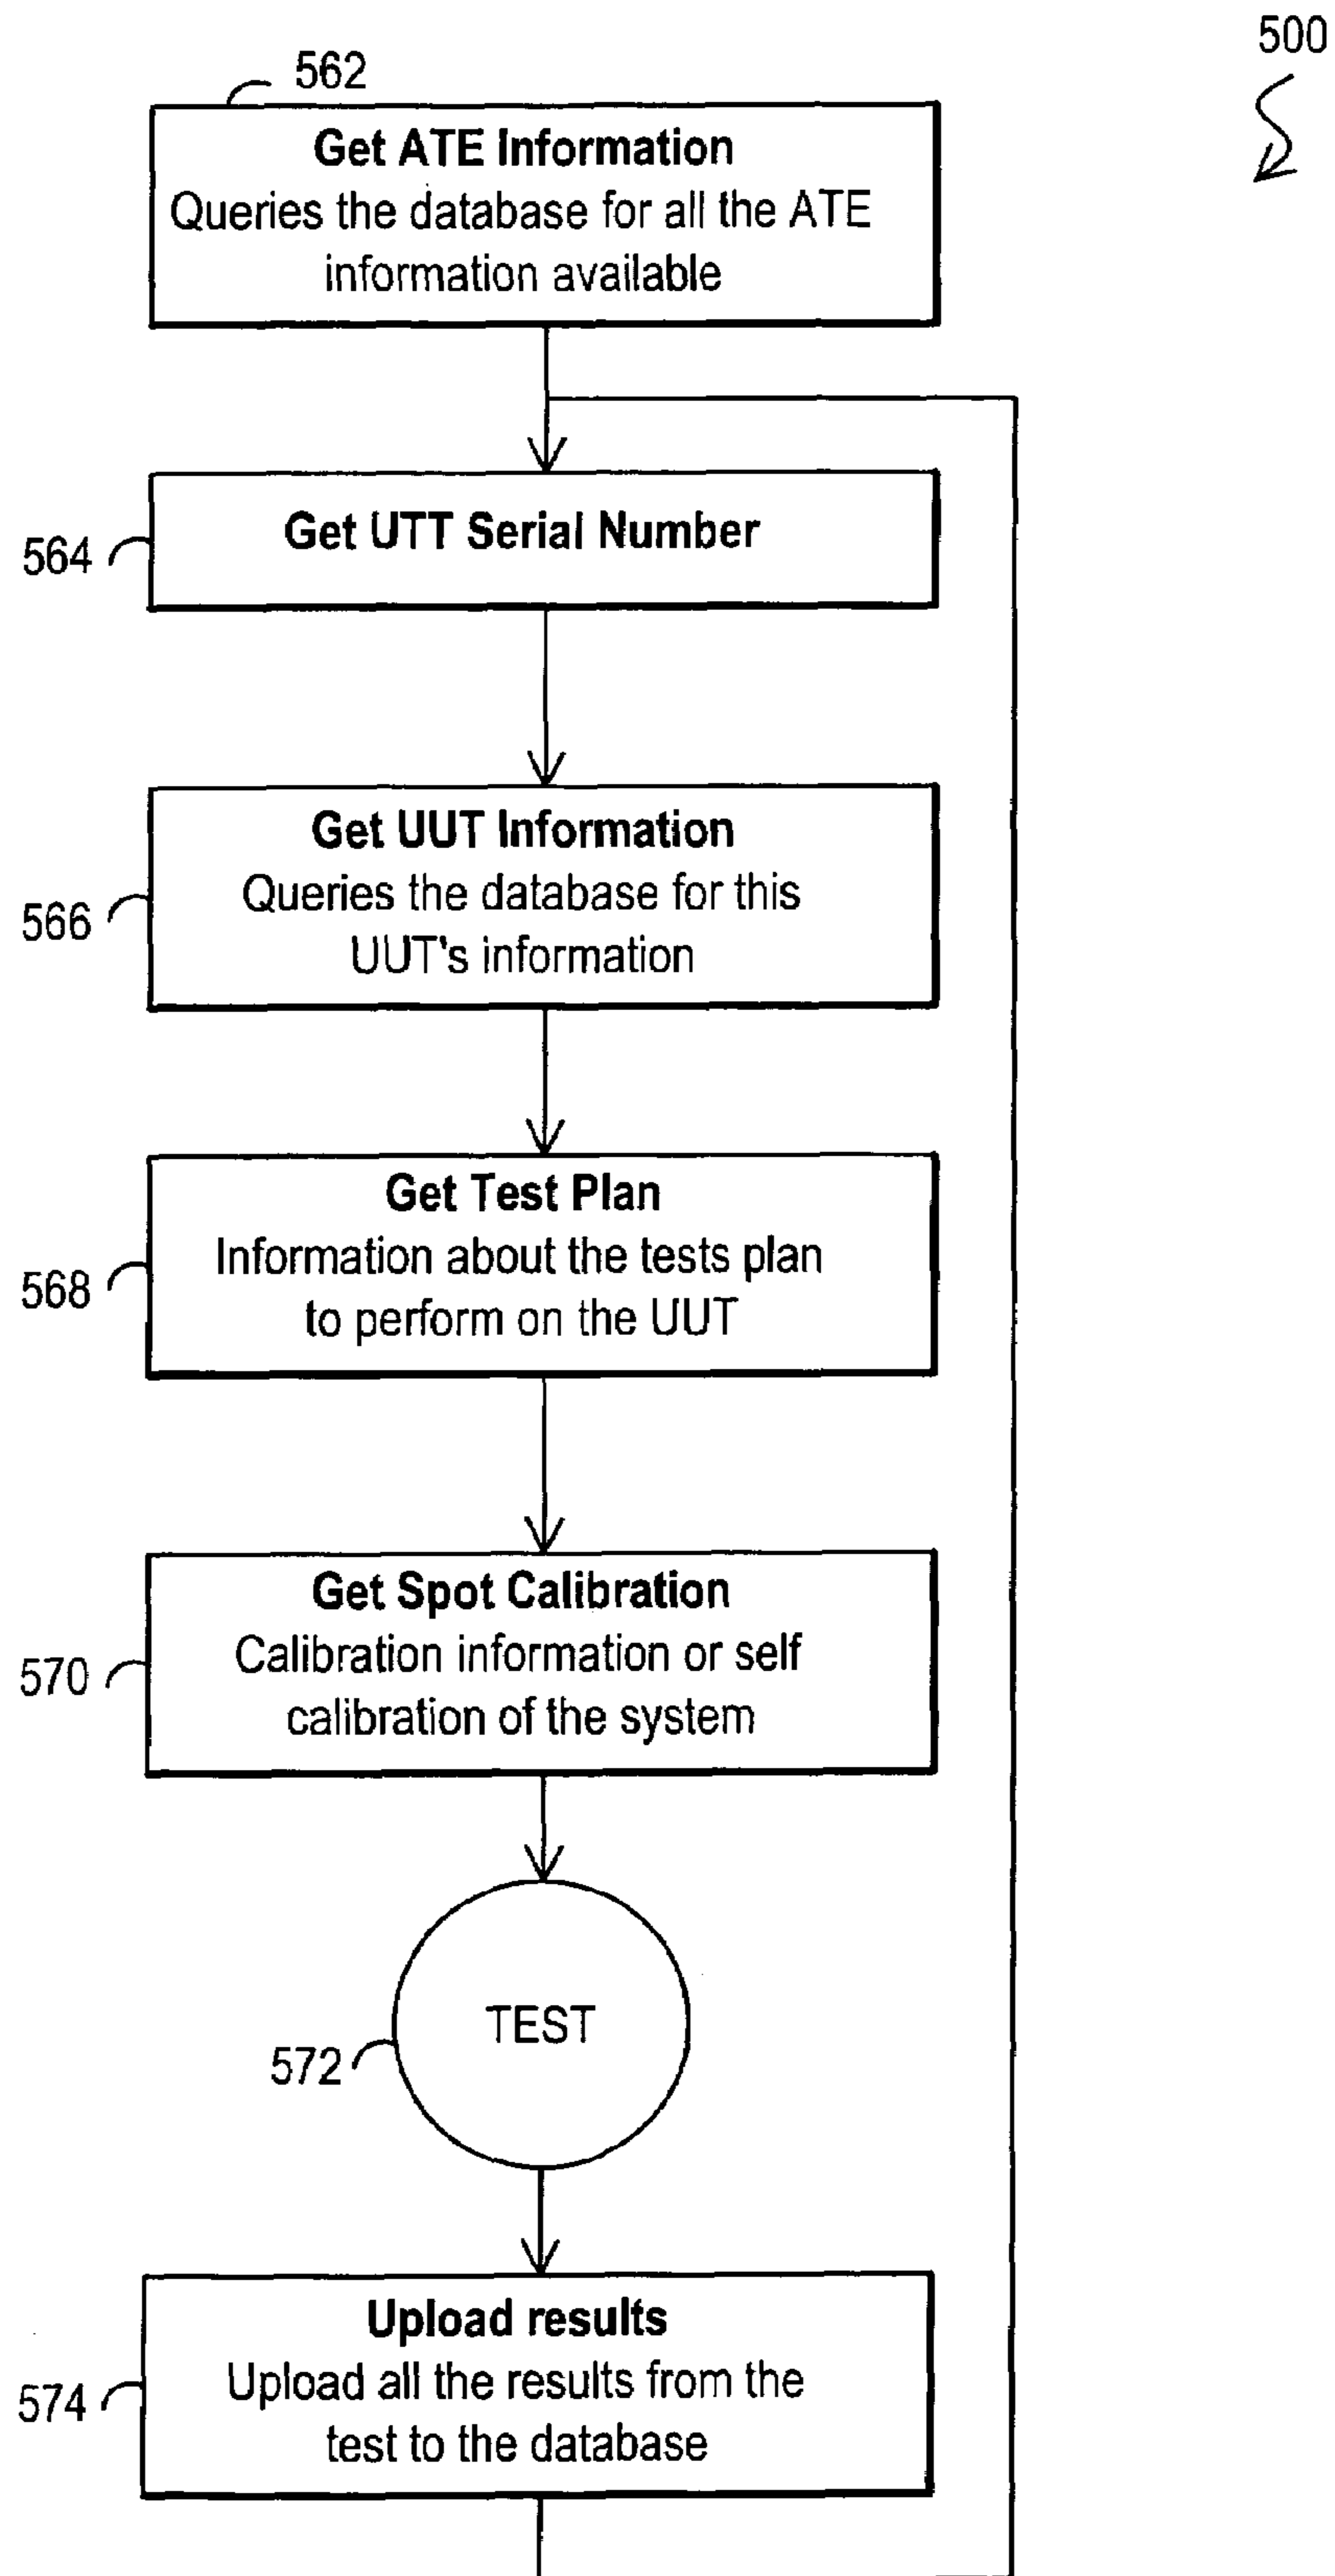 500
562
Get ATE Information
Queries the database for all the ATE
information available
564
Get UTT Serial Number
566
Get UUT Information
Queries the database for this
UUT's information
568
Get Test Plan
Information about the tests plan
to perform on the UUT
570
Get Spot Calibration
Calibration information or self
calibration of the system
572
TEST
574
Upload results
Upload all the results from the
test to the database